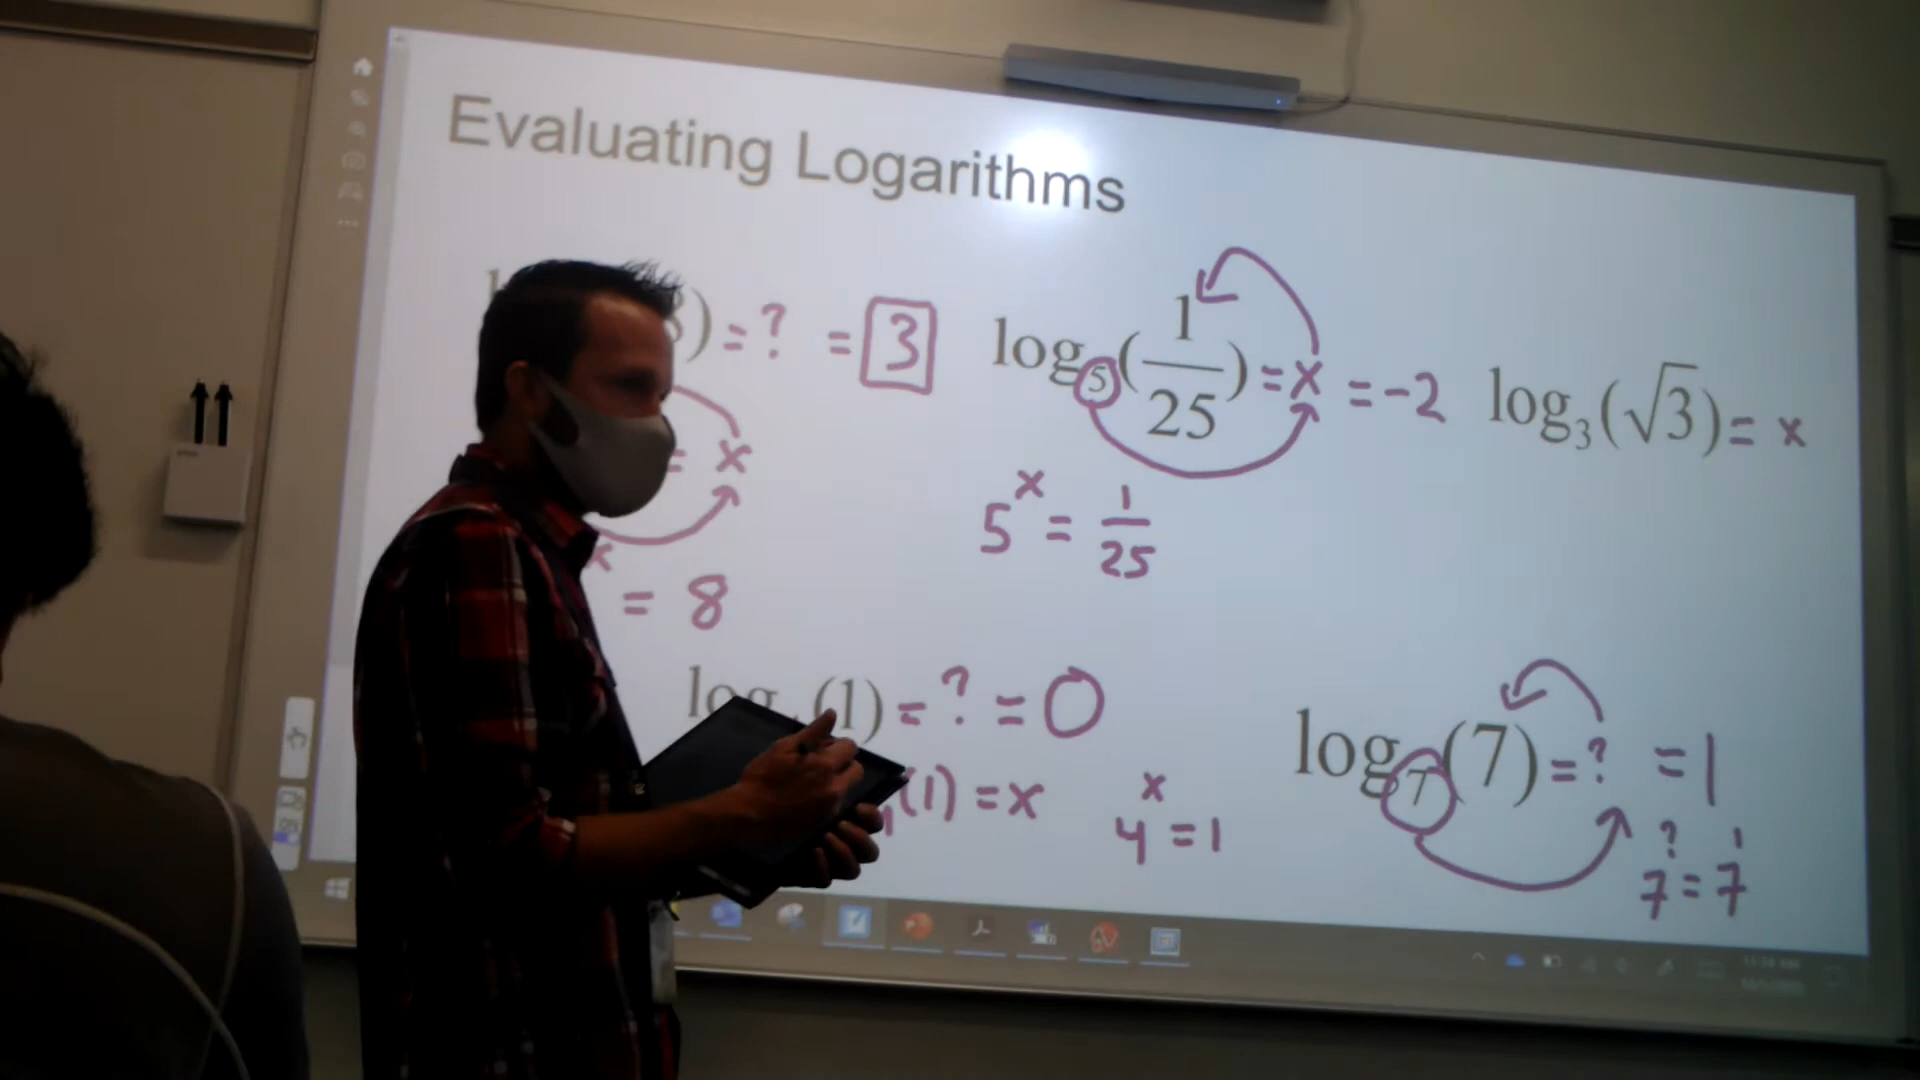 Evaluating Logarithms
8) = ? = 3
log₅(1/25) = x = -2
log₃(√3) = x
= x
5ˣ = 1/25
x
= 8
(1) = ? = 0
log₇(7) = ? = 1
(1) = x
4ˣ = 1
7^? = 7¹